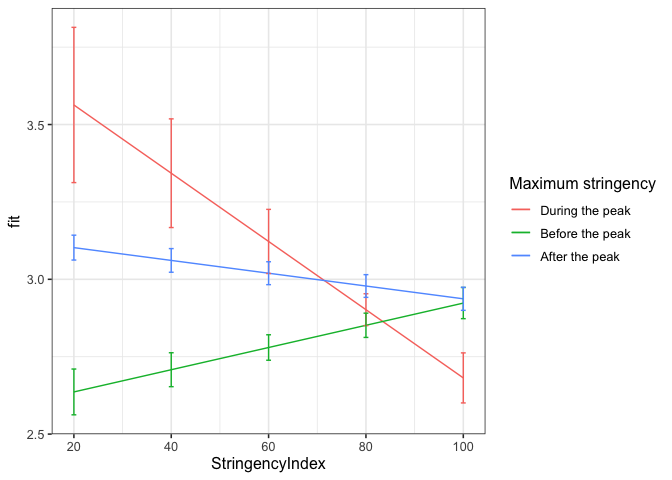 3.5
3.0
2.5
fit
20 40 60 80 100
StringencyIndex
Maximum stringency
During the peak
Before the peak
After the peak